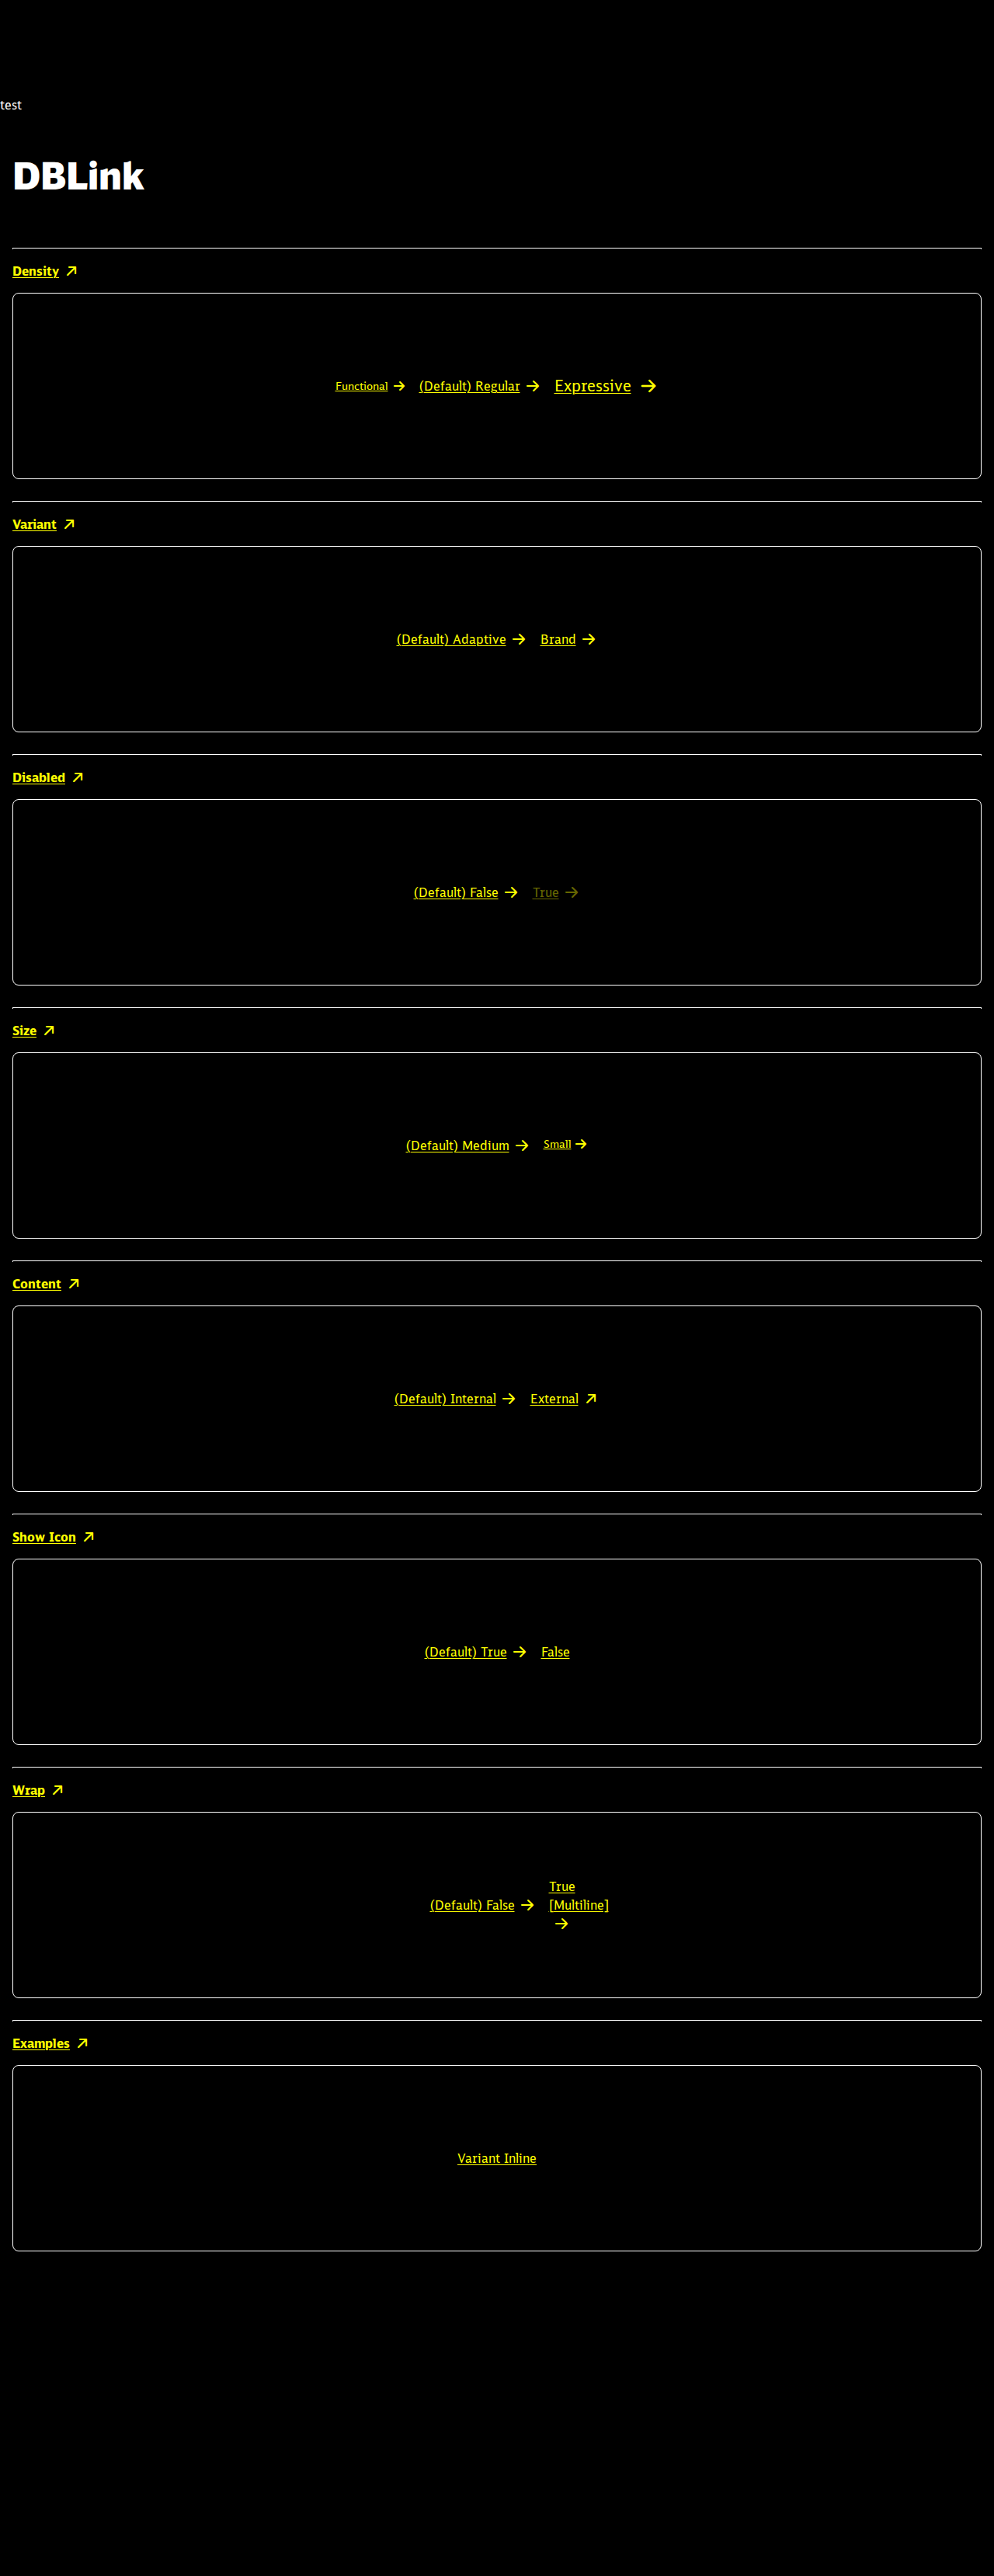 test
DBLink
Density
Functional (Default) Regular Expressive
Variant
(Default) Adaptive Brand
Disabled
(Default) False True
Size
(Default) Medium Small
Content
(Default) Internal External
Show Icon
(Default) True False
Wrap
True
(Default) False [Multiline]
Examples
Variant Inline